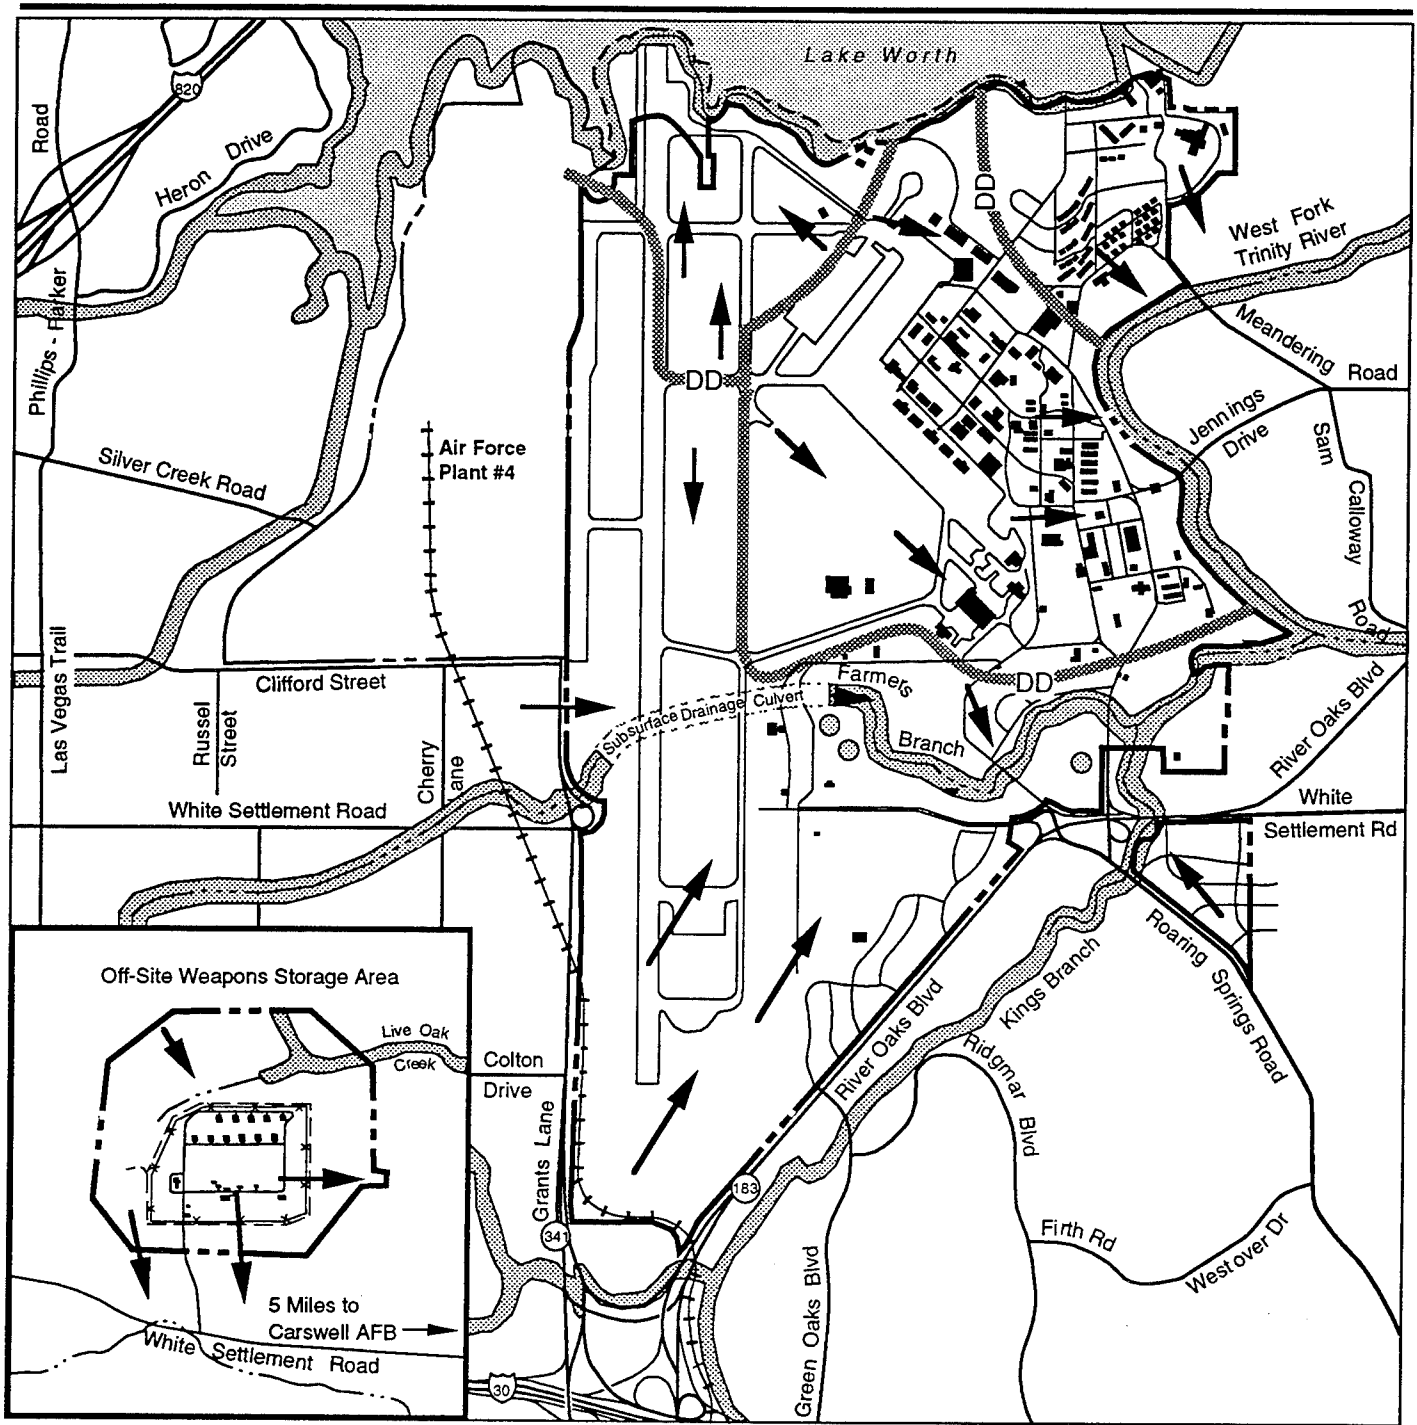 Lake Worth
820
Road
Heron Drive
DD
West Fork
Trinity River
Phillips - Parker
Meandering
Road
DD
Jennings
Drive
Sam
Calloway
Road
Air Force
Plant #4
Silver Creek Road
Las Vegas Trail
Clifford Street
Russel
Street
Cherry
Lane
Subsurface Drainage Culvert
Farmers
Branch
DD
River Oaks Blvd
White Settlement Road
White
Settlement Rd
Roaring Springs Road
Kings Branch
River Oaks Blvd
Ridgmar Blvd
Off-Site Weapons Storage Area
Live Oak
Creek
Colton
Drive
Grants Lane
341
183
Green Oaks Blvd
Firth Rd
Westover Dr
5 Miles to
Carswell AFB
White Settlement Road
30